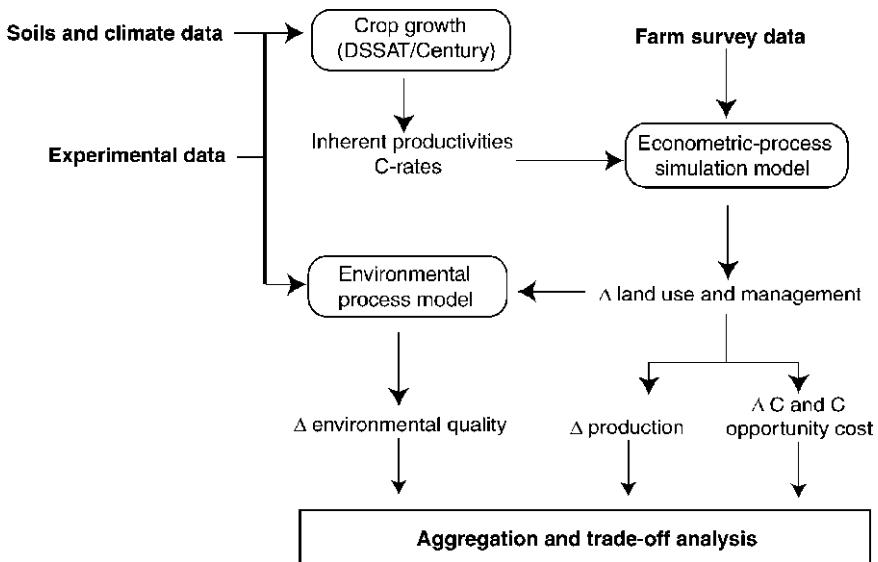 Soils and climate data
Crop growth
(DSSAT/Century)
Farm survey data
Experimental data
Inherent productivities
C-rates
Econometric-process
simulation model
Environmental
process model
Δ land use and management
Δ environmental quality
Δ production
Δ C and C
opportunity cost
Aggregation and trade-off analysis